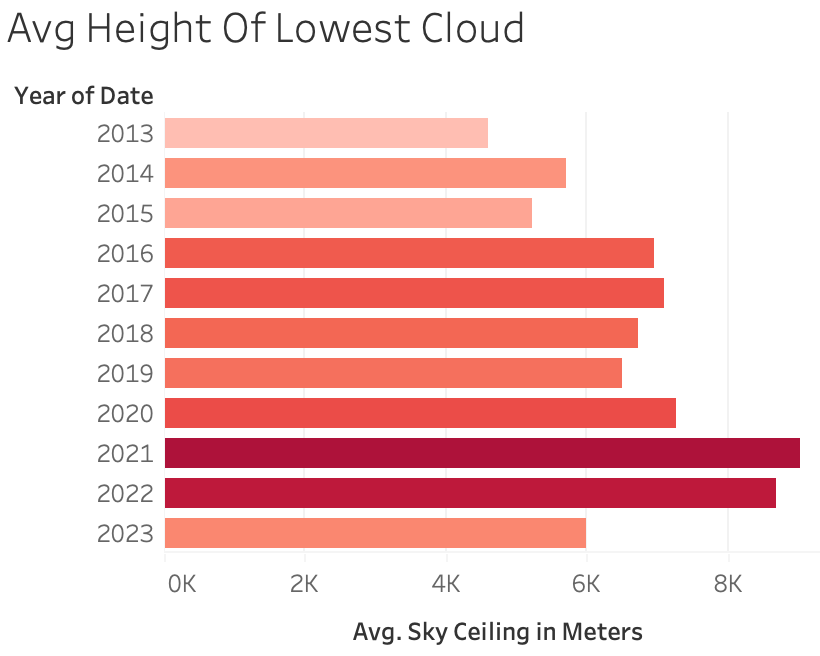 Avg Height Of Lowest Cloud
Year of Date
2013
2014
2015
2016
2017
2018
2019
2020
2021
2022
2023
0K 2K 4K 6K 8K
Avg. Sky Ceiling in Meters